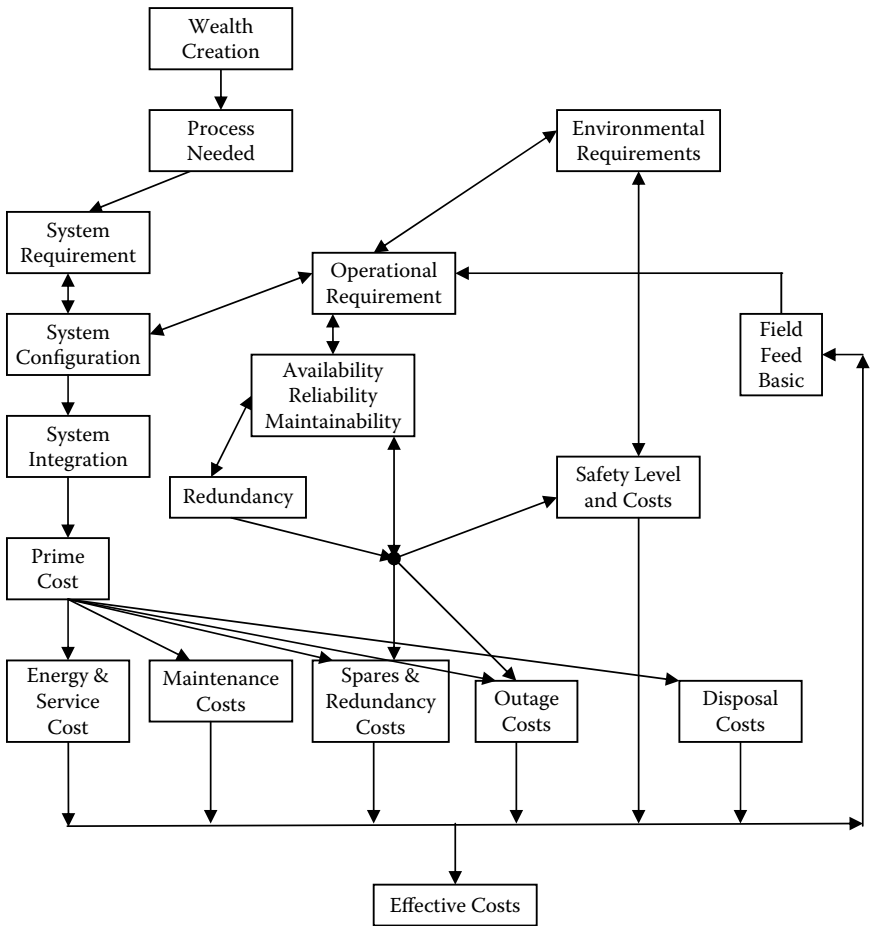 Wealth
Creation
Process
Needed
Environmental
Requirements
System
Requirement
Operational
Requirement
System
Configuration
Field
Feed
Basic
Availability
Reliability
Maintainability
System
Integration
Redundancy
Safety Level
and Costs
Prime
Cost
Energy &
Service
Cost
Maintenance
Costs
Spares &
Redundancy
Costs
Outage
Costs
Disposal
Costs
Effective Costs